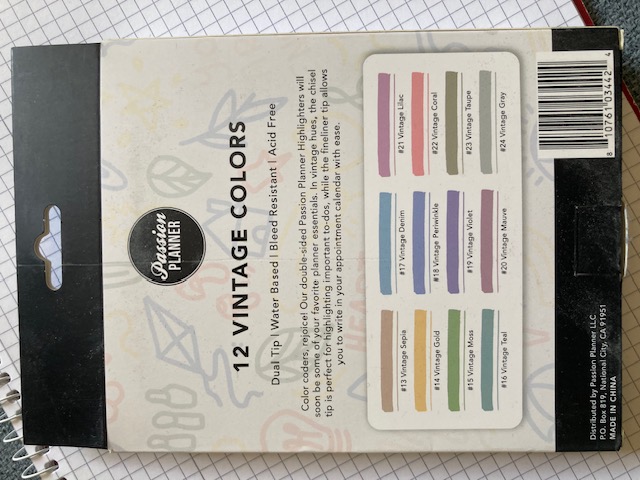 Passion
PLANNER
12 VINTAGE COLORS
Dual Tip | Water Based | Bleed Resistant | Acid Free
Color coders, rejoice! Our double-sided Passion Planner Highlighters will
soon be some of your favorite planner essentials. In vintage hues, the chisel
tip is perfect for highlighting important to-dos, while the fineliner tip allows
you to write in your appointment calendar with ease.
#13 Vintage Sepia
#17 Vintage Denim
#21 Vintage Lilac
#14 Vintage Gold
#18 Vintage Periwinkle
#22 Vintage Coral
#15 Vintage Moss
#19 Vintage Violet
#23 Vintage Taupe
#16 Vintage Teal
#20 Vintage Mauve
#24 Vintage Gray
Distributed by Passion Planner LLC
P.O. Box 819, National City, CA 91951
MADE IN CHINA
8 10761 03442 4